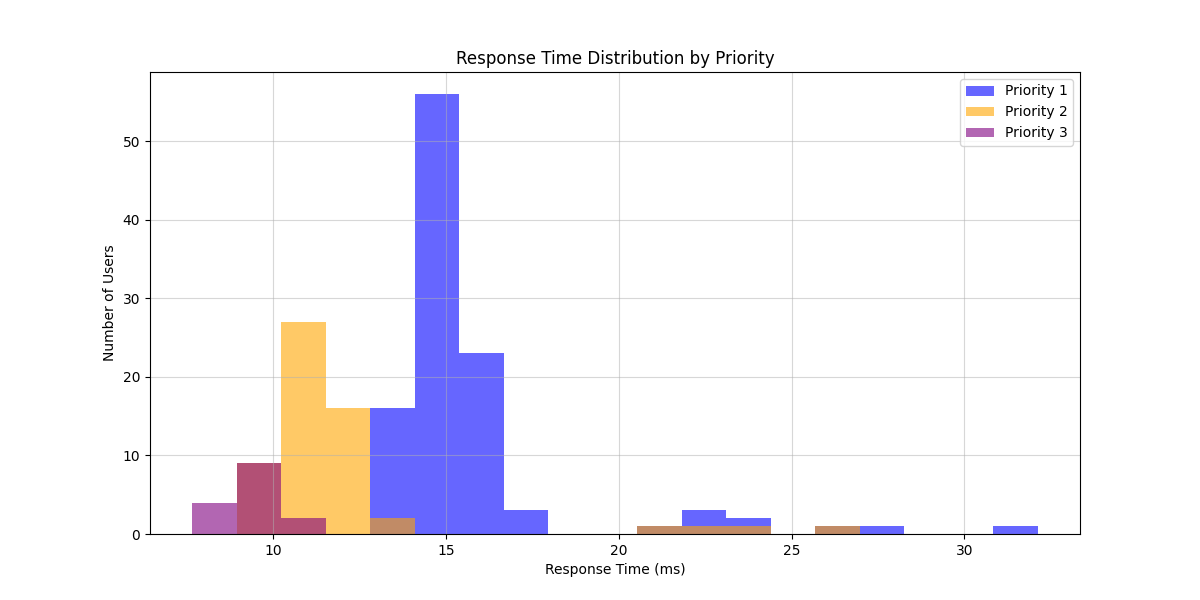 Response Time Distribution by Priority
Priority 1
Priority 2
Priority 3
50
40
30
20
10
0
Number of Users
10 15 20 25 30
Response Time (ms)